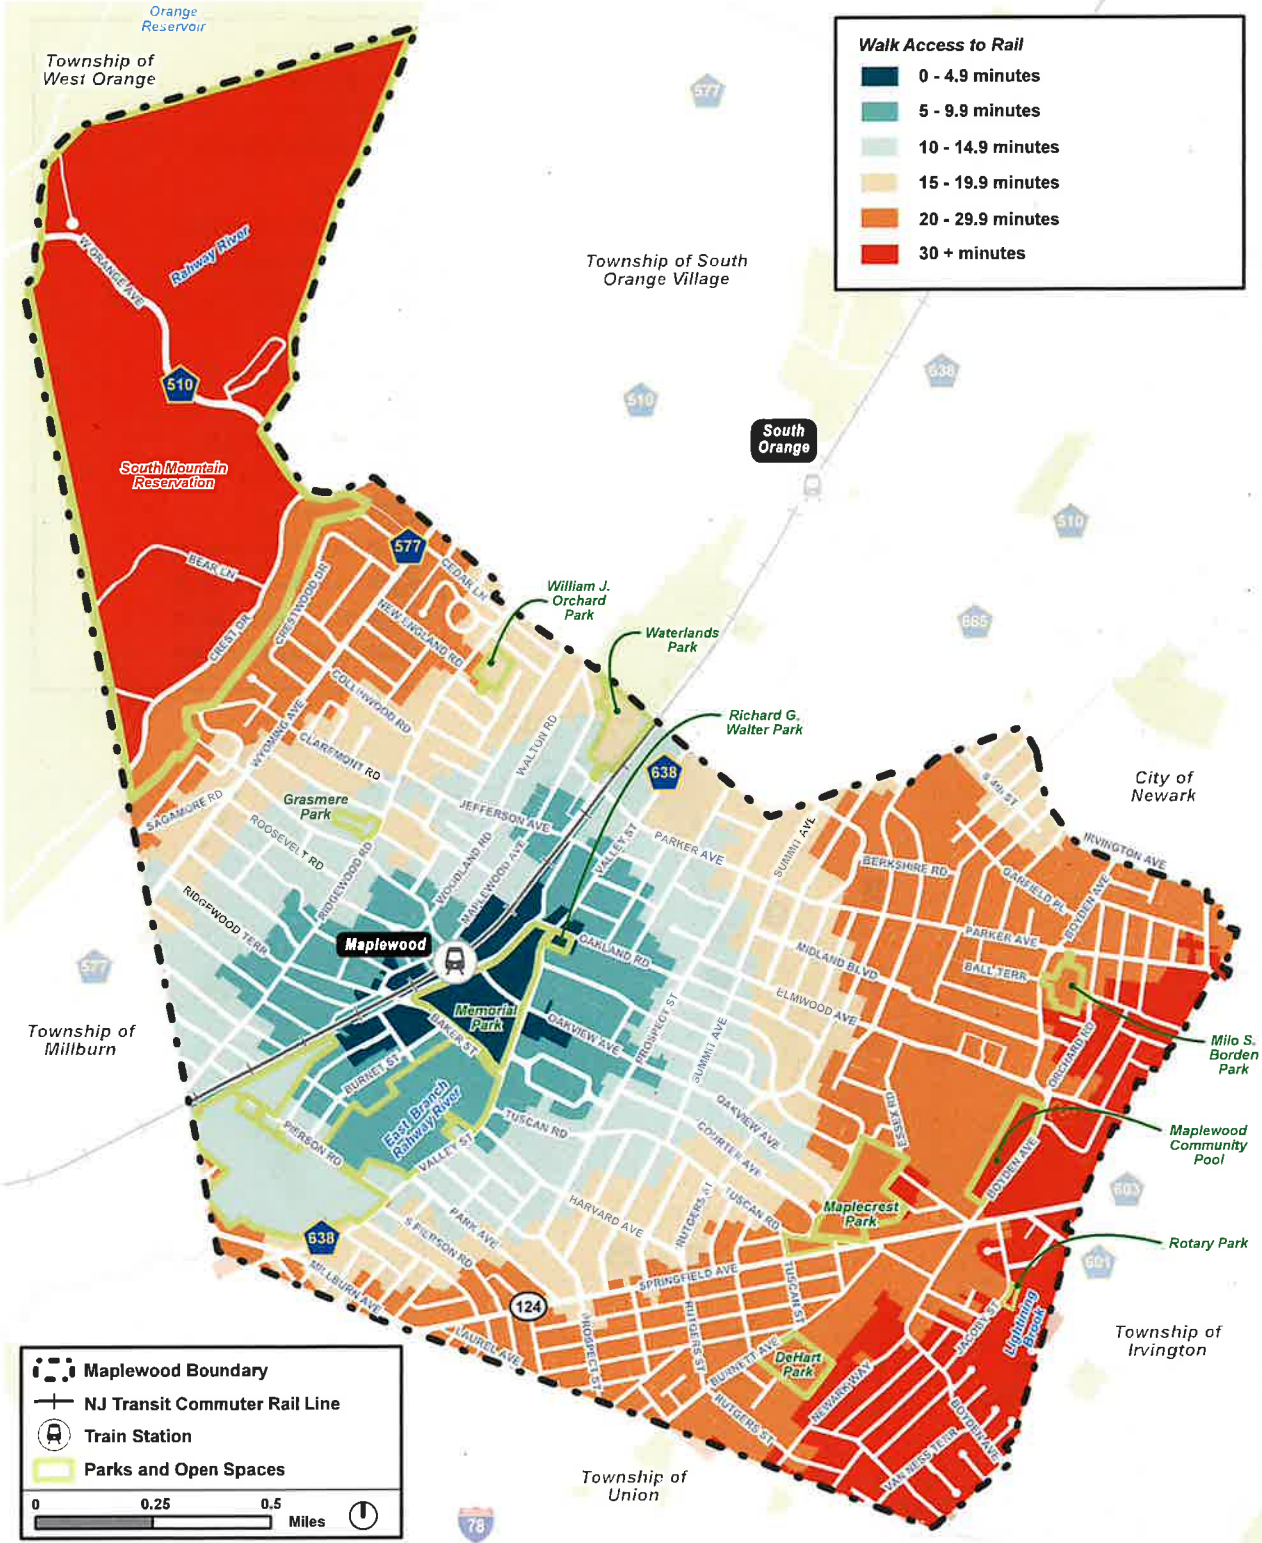 Orange
Reservoir
Township of
West Orange
Walk Access to Rail
0 - 4.9 minutes
5 - 9.9 minutes
10 - 14.9 minutes
15 - 19.9 minutes
20 - 29.9 minutes
30 + minutes
577
W ORANGE AVE
Rahway River
Township of South
Orange Village
510
638
510
South
Orange
South Mountain
Reservation
510
577
BEAR LN
CEDAR LN
CRESTWOOD DR
William J.
Orchard
Park
NEW ENGLAND RD
665
CREST DR
Waterlands
Park
COLLINWOOD RD
Richard G.
Walter Park
WYOMING AVE
WALTON RD
CLAREMONT RD
638
S 4th ST
City of
Newark
SAGAMORE RD
Grasmere
Park
JEFFERSON AVE
ROOSEVELT RD
WOODLAND RD
MAPLEWOOD AVE
VALLEY ST
PARKER AVE
SUMMIT AVE
IRVINGTON AVE
BERKSHIRE RD
GARFIELD PL
RIDGEWOOD RD
BOYDEN AVE
RIDGEWOOD TERR
PARKER AVE
Maplewood
OAKLAND RD
MIDLAND BLVD
BALL TERR
577
ELMWOOD AVE
Memorial
Park
BAKER ST
OAKVIEW AVE
PROSPECT ST
SUMMIT AVE
Township of
Millburn
ORCHARD RD
Milo S.
Borden
Park
BURNET ST
East Branch
Rahway River
ESSEX RD
PIERSON RD
VALLEY ST
TUSCAN RD
OAKVIEW AVE
COURTER AVE
Maplewood
Community
Pool
BOYDEN AVE
603
TUSCAN RD
RUTGERS ST
Maplecrest
Park
HARVARD AVE
PARK AVE
S PIERSON RD
638
Rotary Park
601
MILLBURN AVE
SPRINGFIELD AVE
TUSCAN ST
124
RUTGERS ST
PROSPECT ST
LAUREL AVE
JACOBY ST
Lightning
Brook
Township of
Irvington
BURNETT AVE
DeHart
Park
NEWARK WAY
RUTGERS ST
BOYDEN AVE
VAN NESS TERR
Maplewood Boundary
NJ Transit Commuter Rail Line
Train Station
Parks and Open Spaces
0
0.25
0.5
Miles
Township of
Union
78